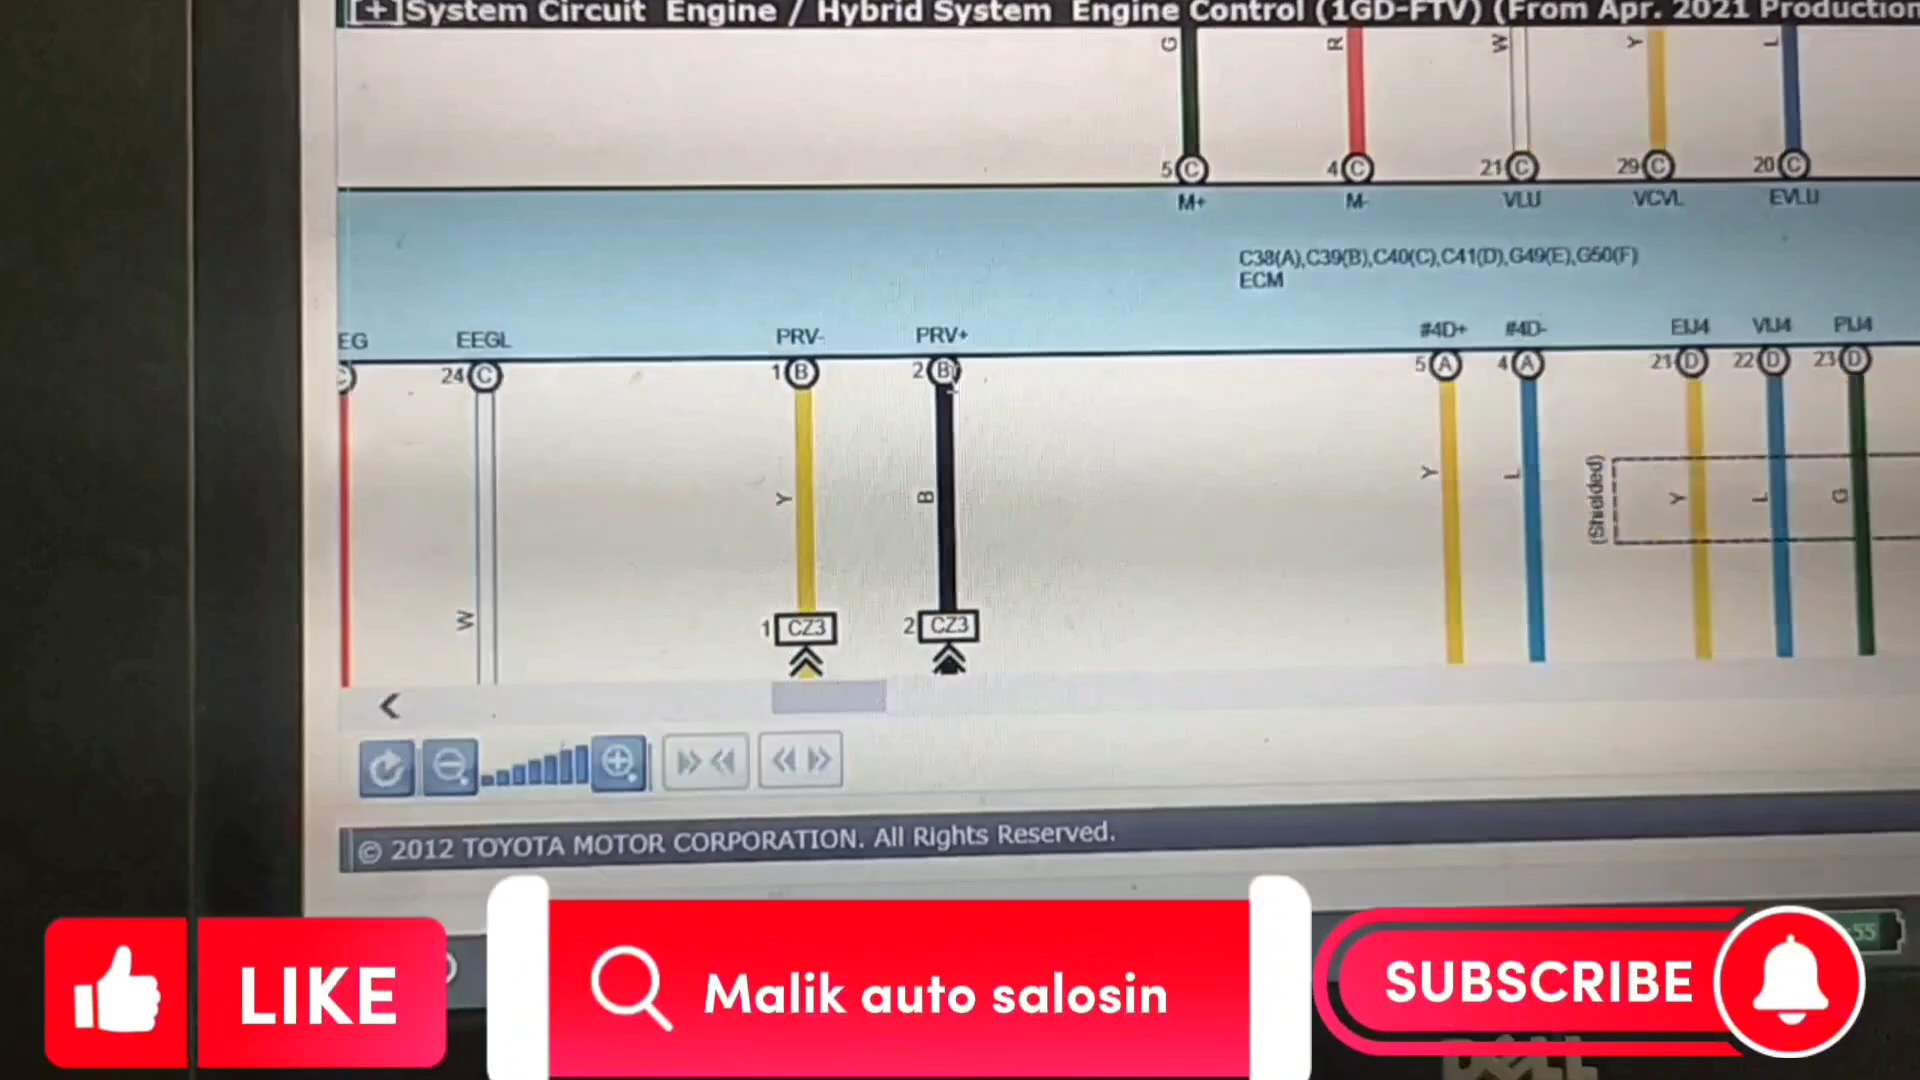 [+]System Circuit Engine / Hybrid System Engine Control (1GD-FTV) (From Apr. 2021 Production
G R W Y L
5 C 4 C 21 C 29 C 20 C
M+ M- VLU VCVL EVLU
C38(A),C39(B),C40(C),C41(D),G49(E),G50(F)
ECM
EG EEGL PRV- PRV+ #4D+ #4D- EIJ4 VIJ4 PIJ4
C 24 C 1 B 2 B 5 A 4 A 21 D 22 D 23 D
W Y B Y L (Shielded) Y L G
1 CZ3 2 CZ3
© 2012 TOYOTA MOTOR CORPORATION. All Rights Reserved.
:55
LIKE
Malik auto salosin
SUBSCRIBE
DELL